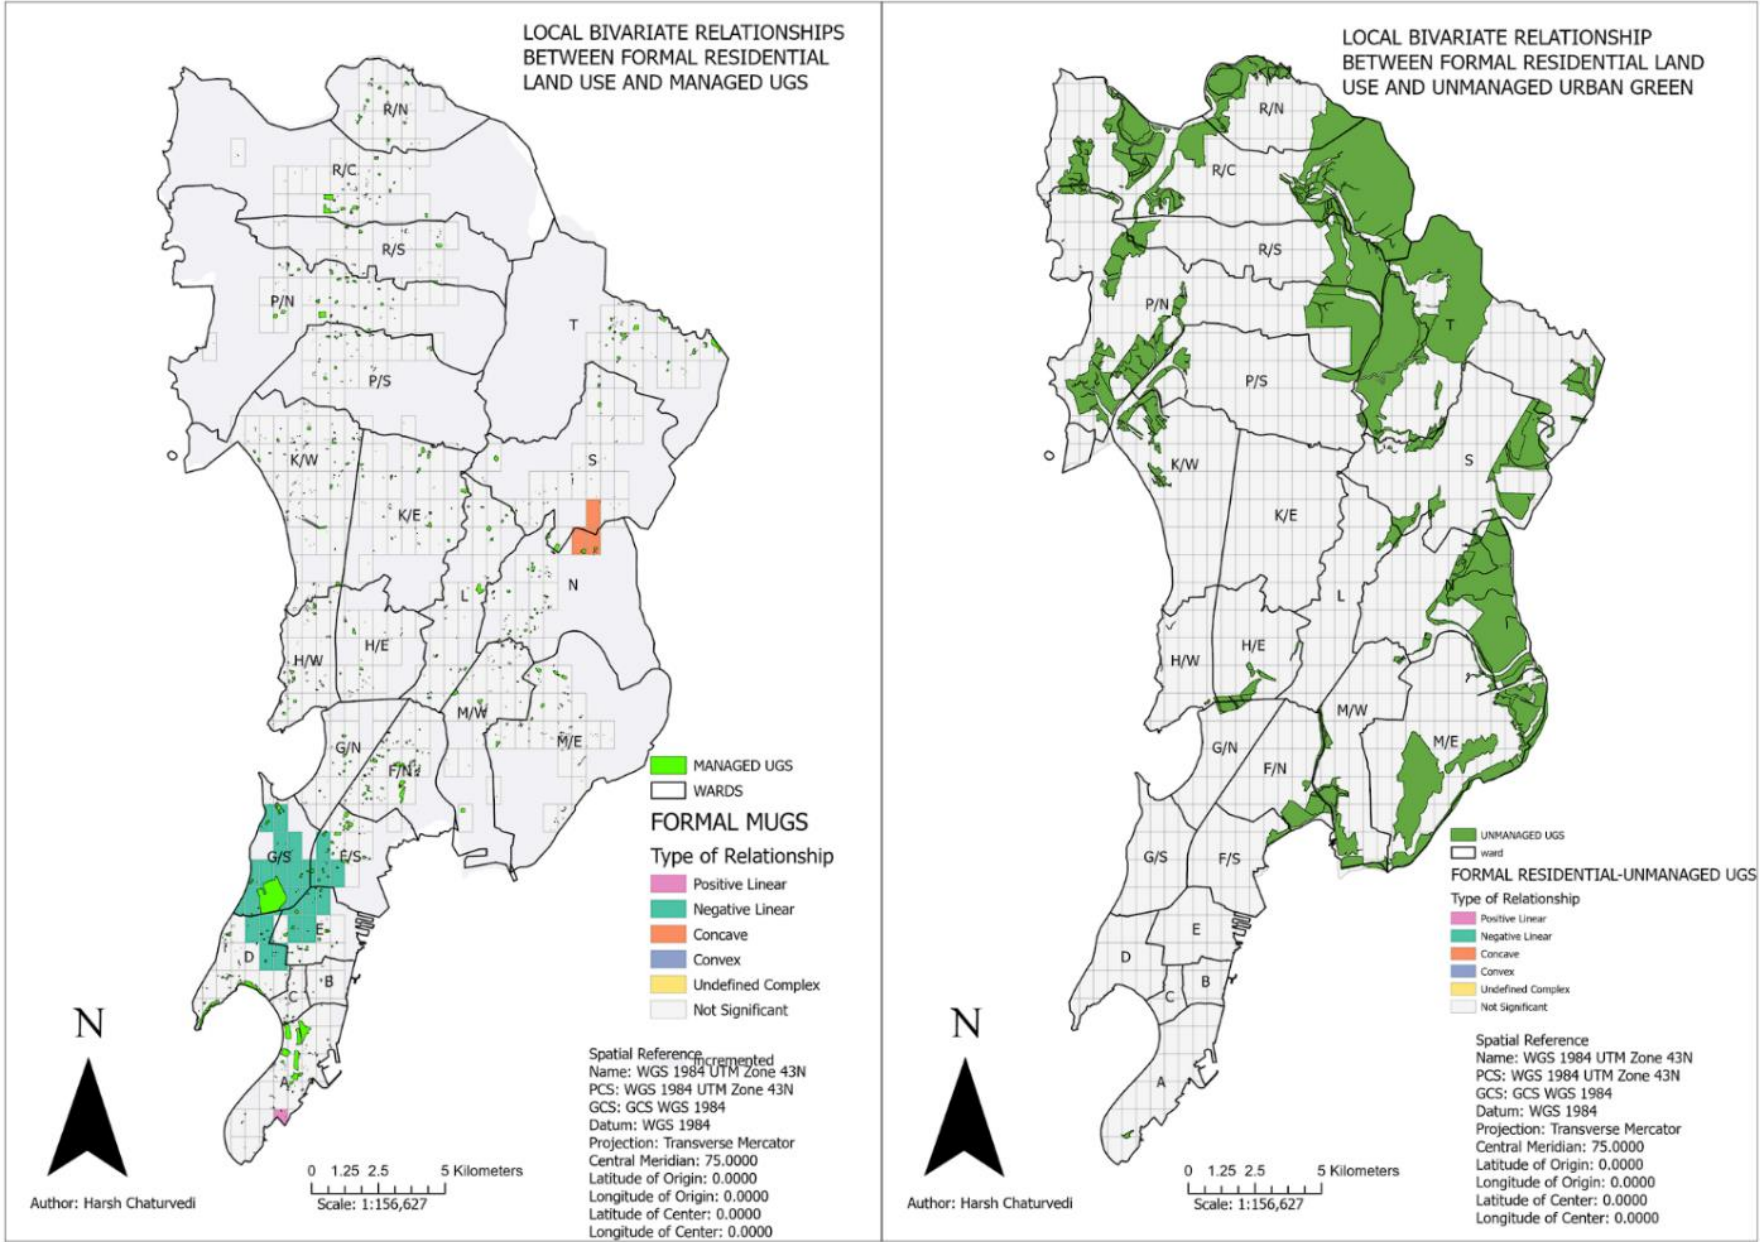 LOCAL BIVARIATE RELATIONSHIPS
BETWEEN FORMAL RESIDENTIAL
LAND USE AND MANAGED UGS
R/N
R/C
R/S
P/N
T
P/S
K/W
S
K/E
N
L
H/E
H/W
M/W
G/N
M/E
F/N
G/S
F/S
E
D
B
C
A
MANAGED UGS
WARDS
FORMAL MUGS
Type of Relationship
Positive Linear
Negative Linear
Concave
Convex
Undefined Complex
Not Significant
Incremented
N
Spatial Reference
Name: WGS 1984 UTM Zone 43N
PCS: WGS 1984 UTM Zone 43N
GCS: GCS WGS 1984
Datum: WGS 1984
Projection: Transverse Mercator
Central Meridian: 75.0000
Latitude of Origin: 0.0000
Longitude of Origin: 0.0000
Latitude of Center: 0.0000
Longitude of Center: 0.0000
0 1.25 2.5 5 Kilometers
Scale: 1:156,627
Author: Harsh Chaturvedi
LOCAL BIVARIATE RELATIONSHIP
BETWEEN FORMAL RESIDENTIAL LAND
USE AND UNMANAGED URBAN GREEN
R/N
R/C
R/S
P/N
T
P/S
K/W
S
K/E
N
L
H/E
H/W
M/W
G/N
M/E
F/N
G/S
F/S
E
D
B
C
A
UNMANAGED UGS
ward
FORMAL RESIDENTIAL-UNMANAGED UGS
Type of Relationship
Positive Linear
Negative Linear
Concave
Convex
Undefined Complex
Not Significant
N
Spatial Reference
Name: WGS 1984 UTM Zone 43N
PCS: WGS 1984 UTM Zone 43N
GCS: GCS WGS 1984
Datum: WGS 1984
Projection: Transverse Mercator
Central Meridian: 75.0000
Latitude of Origin: 0.0000
Longitude of Origin: 0.0000
Latitude of Center: 0.0000
Longitude of Center: 0.0000
0 1.25 2.5 5 Kilometers
Scale: 1:156,627
Author: Harsh Chaturvedi